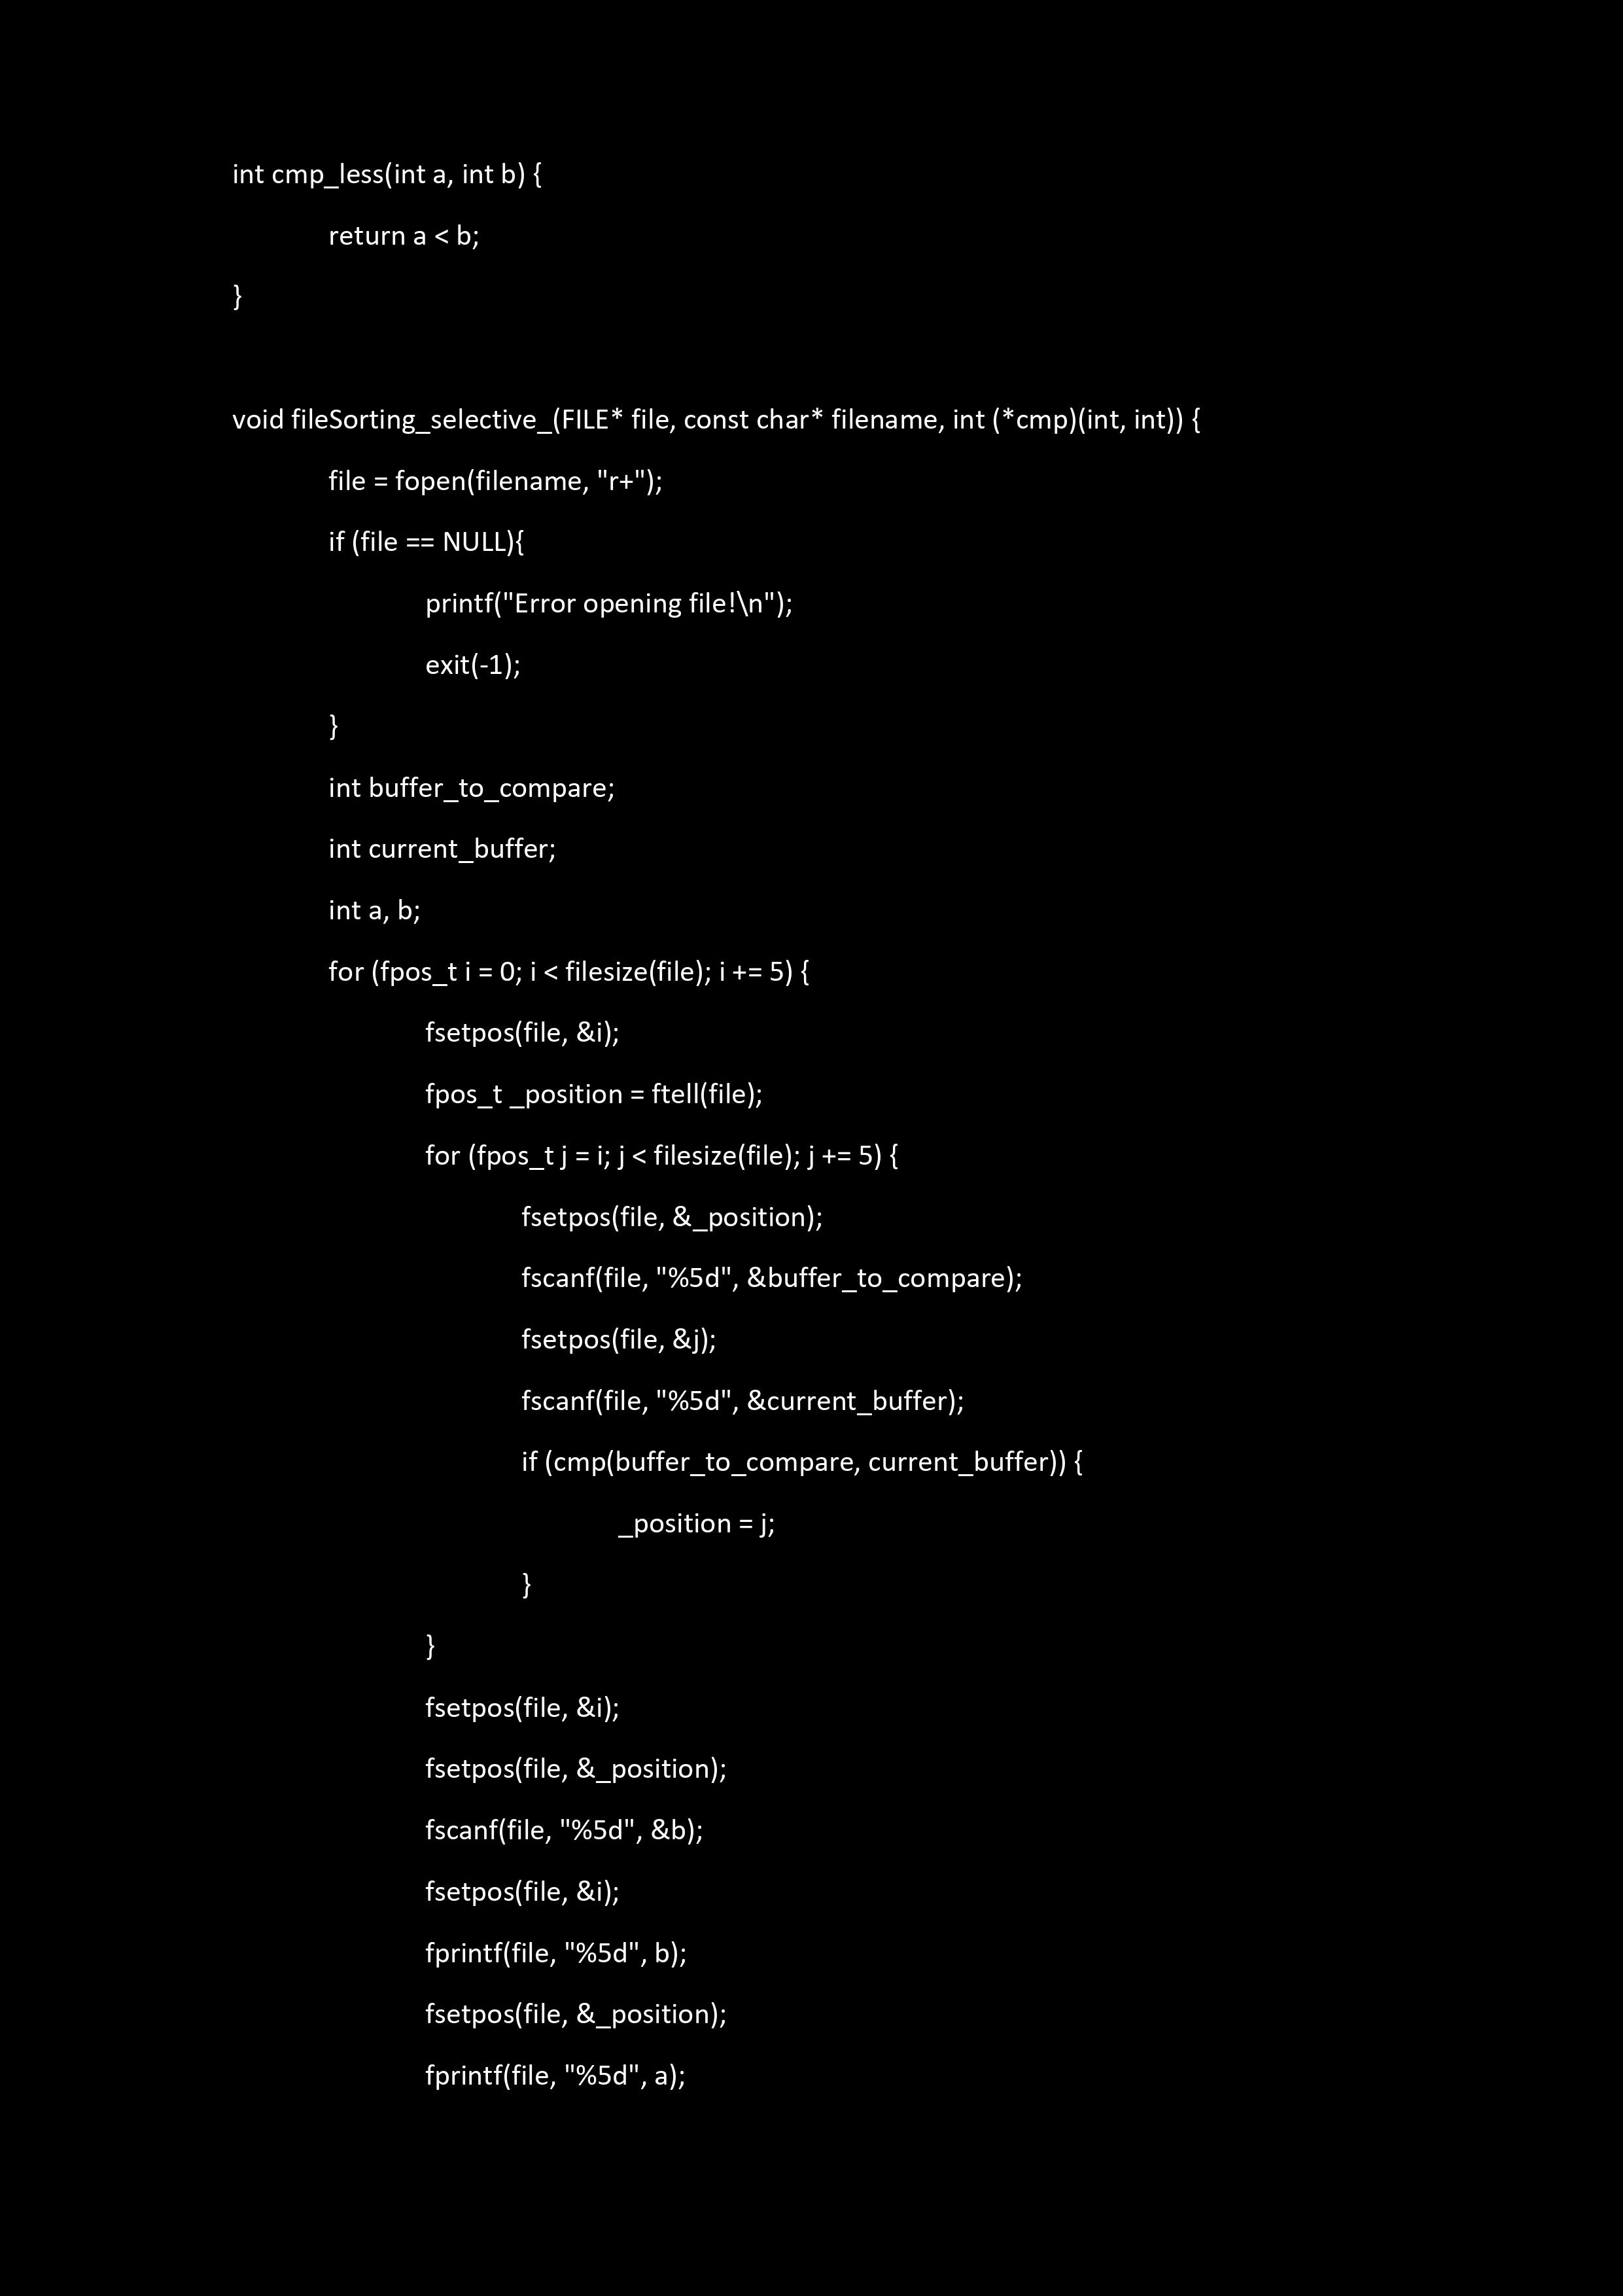 int cmp_less(int a, int b) {
return a < b;
}
void fileSorting_selective_(FILE* file, const char* filename, int (*cmp)(int, int)) {
file = fopen(filename, "r+");
if (file == NULL){
printf("Error opening file!\n");
exit(-1);
}
int buffer_to_compare;
int current_buffer;
int a, b;
for (fpos_t i = 0; i < filesize(file); i += 5) {
fsetpos(file, &i);
fpos_t _position = ftell(file);
for (fpos_t j = i; j < filesize(file); j += 5) {
fsetpos(file, &_position);
fscanf(file, "%5d", &buffer_to_compare);
fsetpos(file, &j);
fscanf(file, "%5d", &current_buffer);
if (cmp(buffer_to_compare, current_buffer)) {
_position = j;
}
}
fsetpos(file, &i);
fsetpos(file, &_position);
fscanf(file, "%5d", &b);
fsetpos(file, &i);
fprintf(file, "%5d", b);
fsetpos(file, &_position);
fprintf(file, "%5d", a);